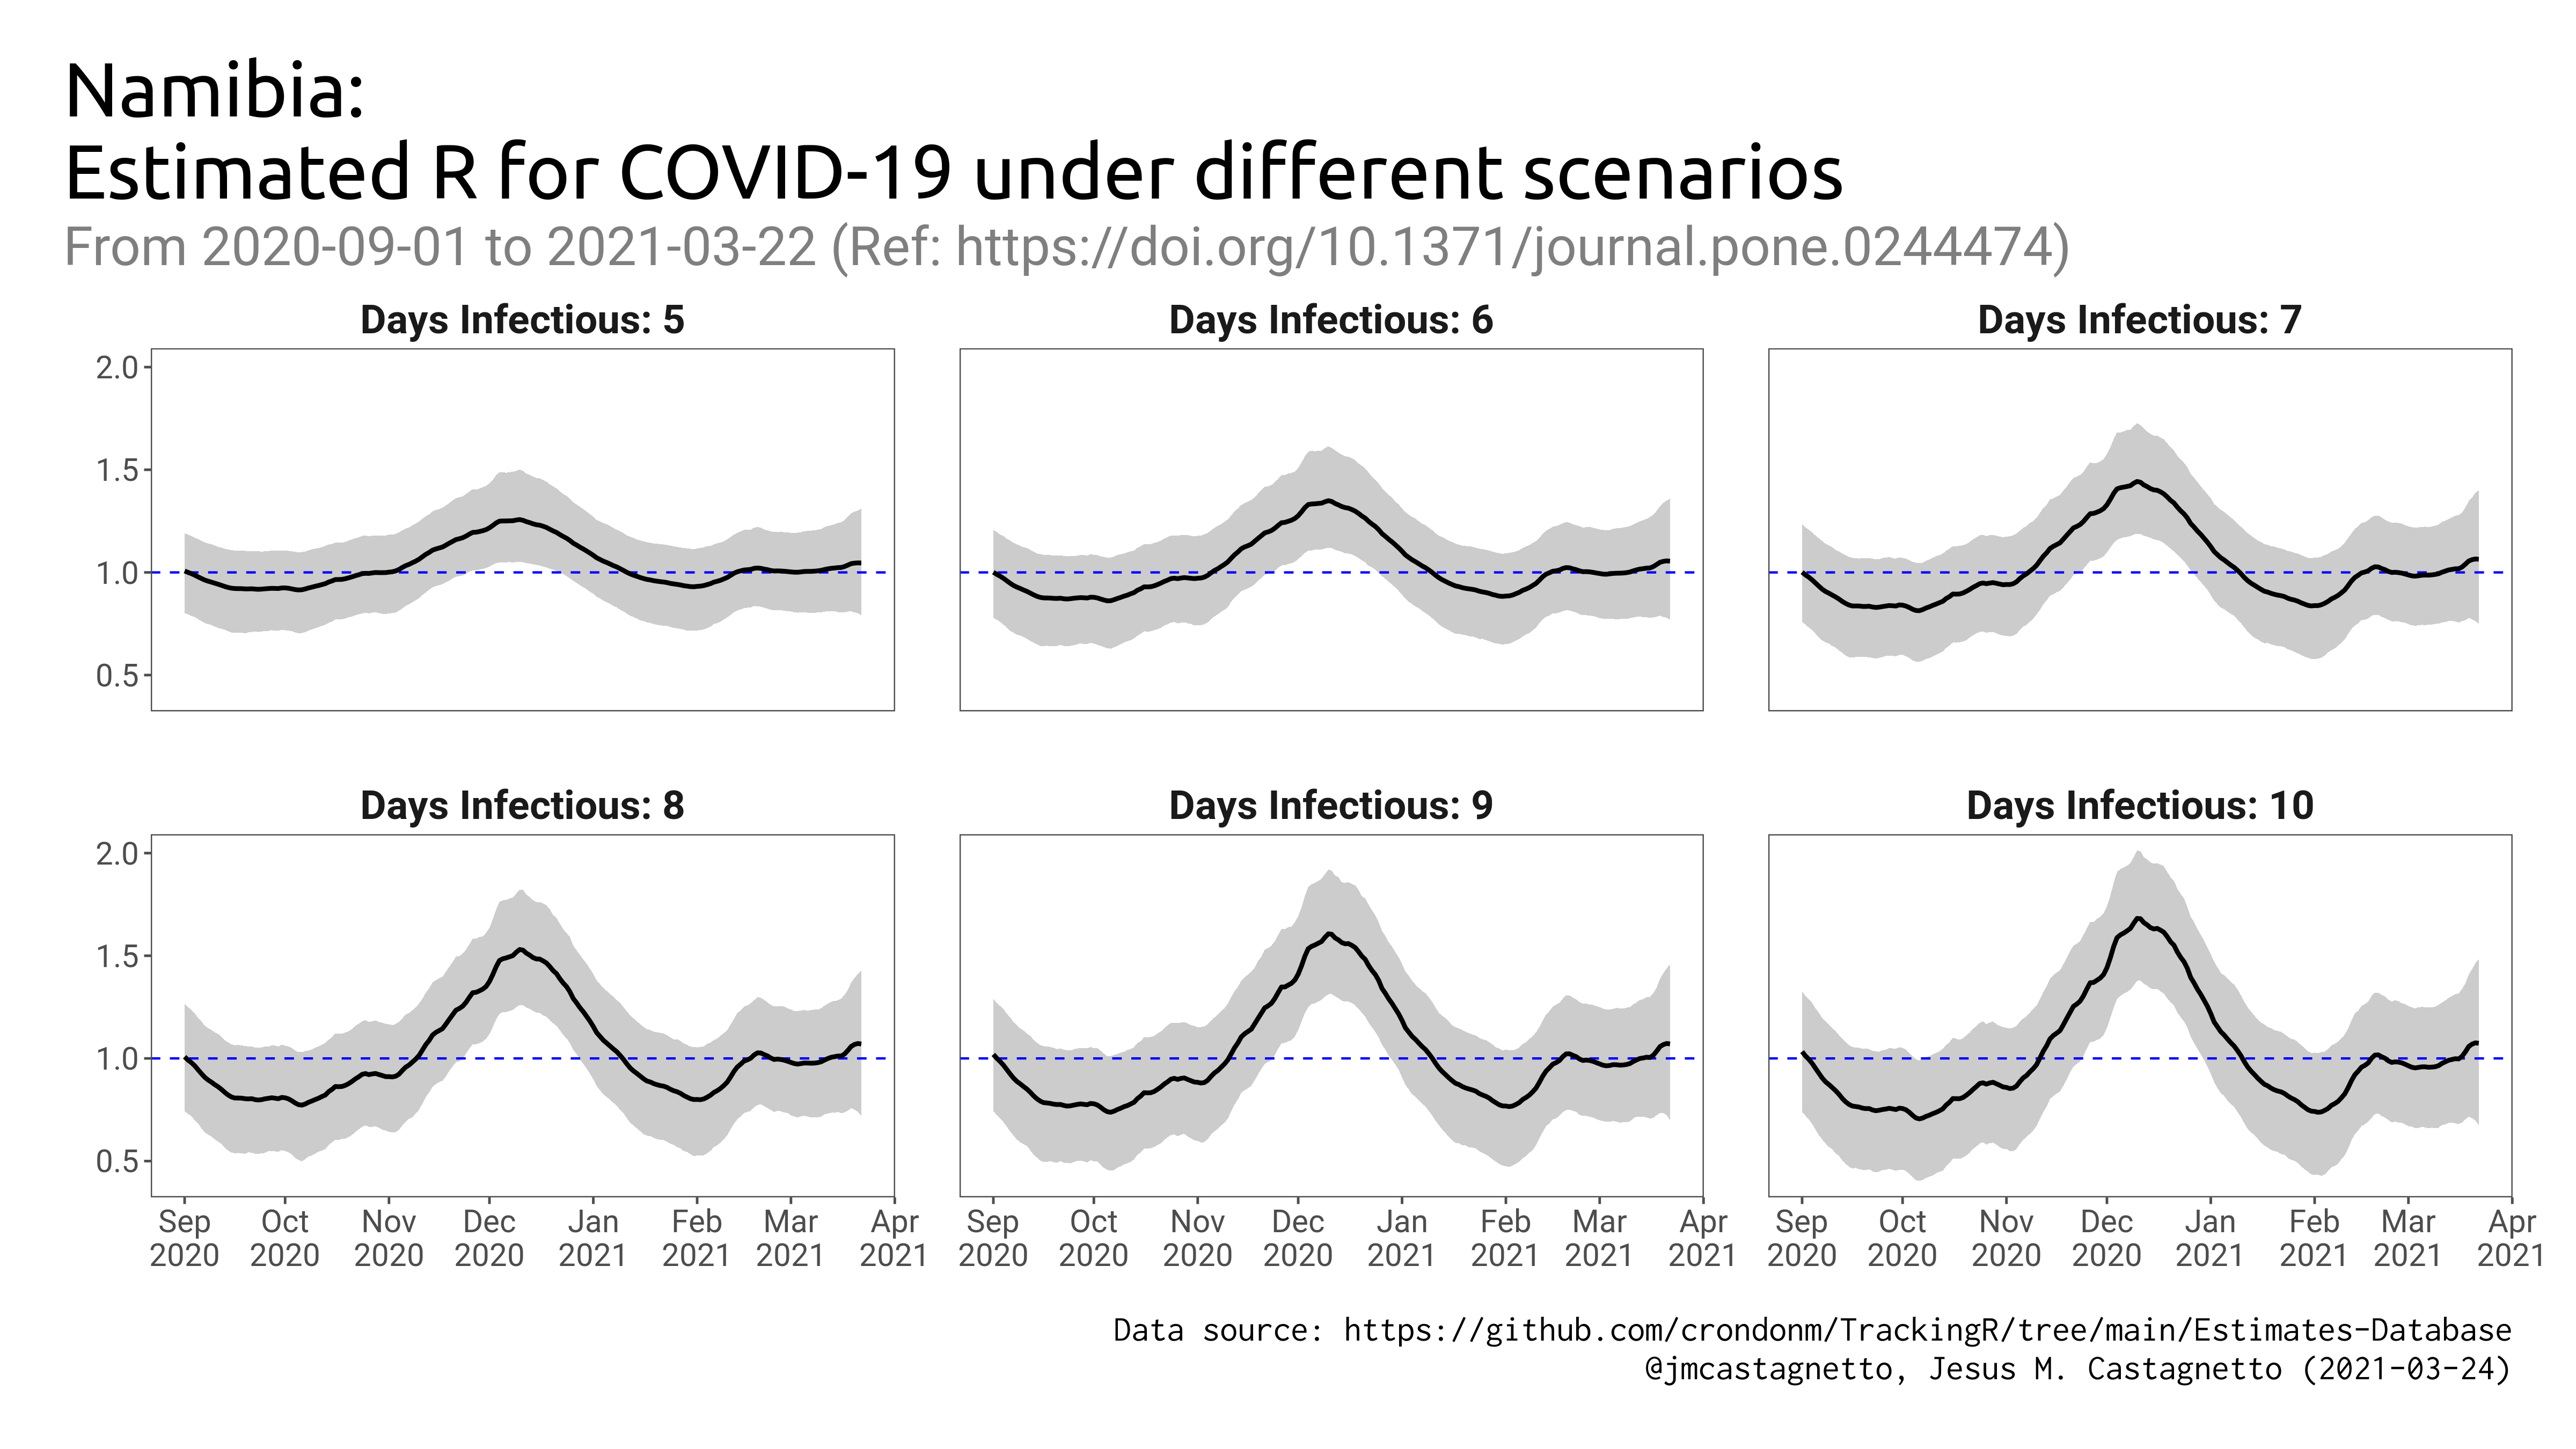 Namibia:
Estimated R for COVID-19 under different scenarios
From 2020-09-01 to 2021-03-22 (Ref: https://doi.org/10.1371/journal.pone.0244474)
Days Infectious: 5
Days Infectious: 6
Days Infectious: 7
2.0
1.5
1.0
0.5
Days Infectious: 8
Days Infectious: 9
Days Infectious: 10
2.0
1.5
1.0
0.5
Sep Oct Nov Dec Jan Feb Mar Apr
2020 2020 2020 2020 2021 2021 2021 2021
Sep Oct Nov Dec Jan Feb Mar Apr
2020 2020 2020 2020 2021 2021 2021 2021
Sep Oct Nov Dec Jan Feb Mar Apr
2020 2020 2020 2020 2021 2021 2021 2021
Data source: https://github.com/crondonm/TrackingR/tree/main/Estimates-Database
@jmcastagnetto, Jesus M. Castagnetto (2021-03-24)